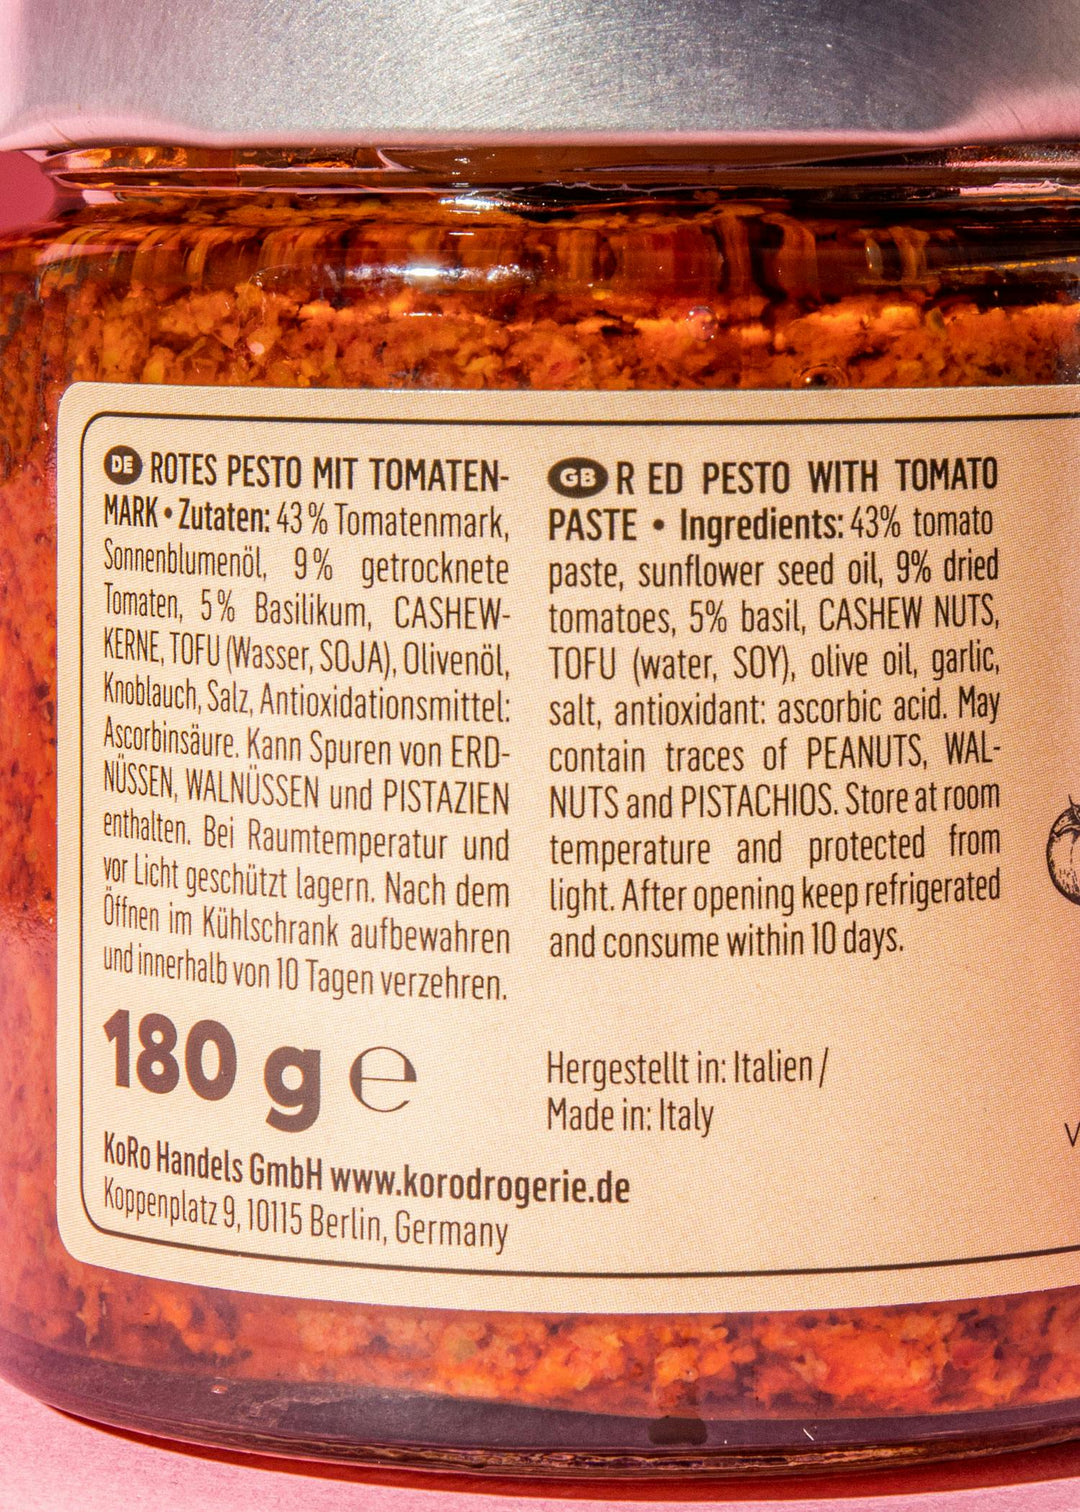 DE ROTES PESTO MIT TOMATEN-
MARK • Zutaten: 43 % Tomatenmark,
Sonnenblumenöl, 9 % getrocknete
Tomaten, 5 % Basilikum, CASHEW-
KERNE, TOFU (Wasser, SOJA), Olivenöl,
Knoblauch, Salz, Antioxidationsmittel:
Ascorbinsäure. Kann Spuren von ERD-
NÜSSEN, WALNÜSSEN und PISTAZIEN
enthalten. Bei Raumtemperatur und
vor Licht geschützt lagern. Nach dem
Öffnen im Kühlschrank aufbewahren
und innerhalb von 10 Tagen verzehren.
180 g ℮
KoRo Handels GmbH www.korodrogerie.de
Koppenplatz 9, 10115 Berlin, Germany
GB R ED PESTO WITH TOMATO
PASTE • Ingredients: 43% tomato
paste, sunflower seed oil, 9% dried
tomatoes, 5% basil, CASHEW NUTS,
TOFU (water, SOY), olive oil, garlic,
salt, antioxidant: ascorbic acid. May
contain traces of PEANUTS, WAL-
NUTS and PISTACHIOS. Store at room
temperature and protected from
light. After opening keep refrigerated
and consume within 10 days.
Hergestellt in: Italien /
Made in: Italy